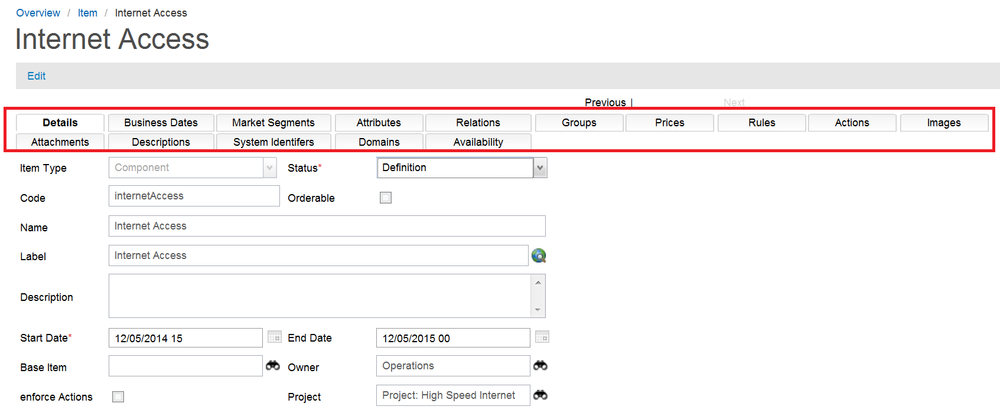 Overview / Item / Internet Access
Internet Access
Edit
Previous | Next
Details Business Dates Market Segments Attributes Relations Groups Prices Rules Actions Images
Attachments Descriptions System Identifers Domains Availability
Item Type Component Status* Definition
Code internetAccess Orderable
Name Internet Access
Label Internet Access
Description
Start Date* 12/05/2014 15 End Date 12/05/2015 00
Base Item Owner Operations
enforce Actions Project Project: High Speed Internet